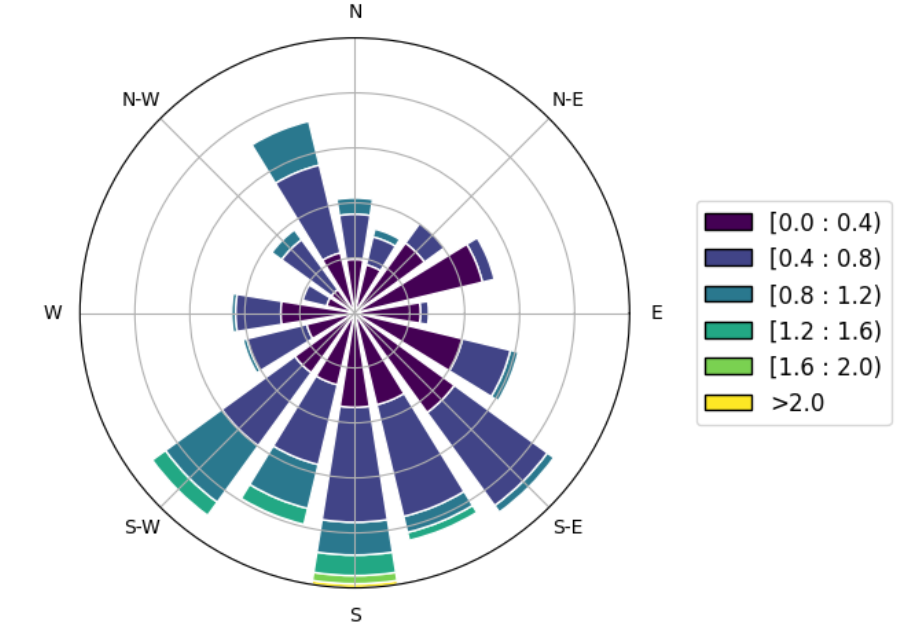 N
N-W
N-E
W
E
S-W
S-E
S
[0.0 : 0.4)
[0.4 : 0.8)
[0.8 : 1.2)
[1.2 : 1.6)
[1.6 : 2.0)
>2.0